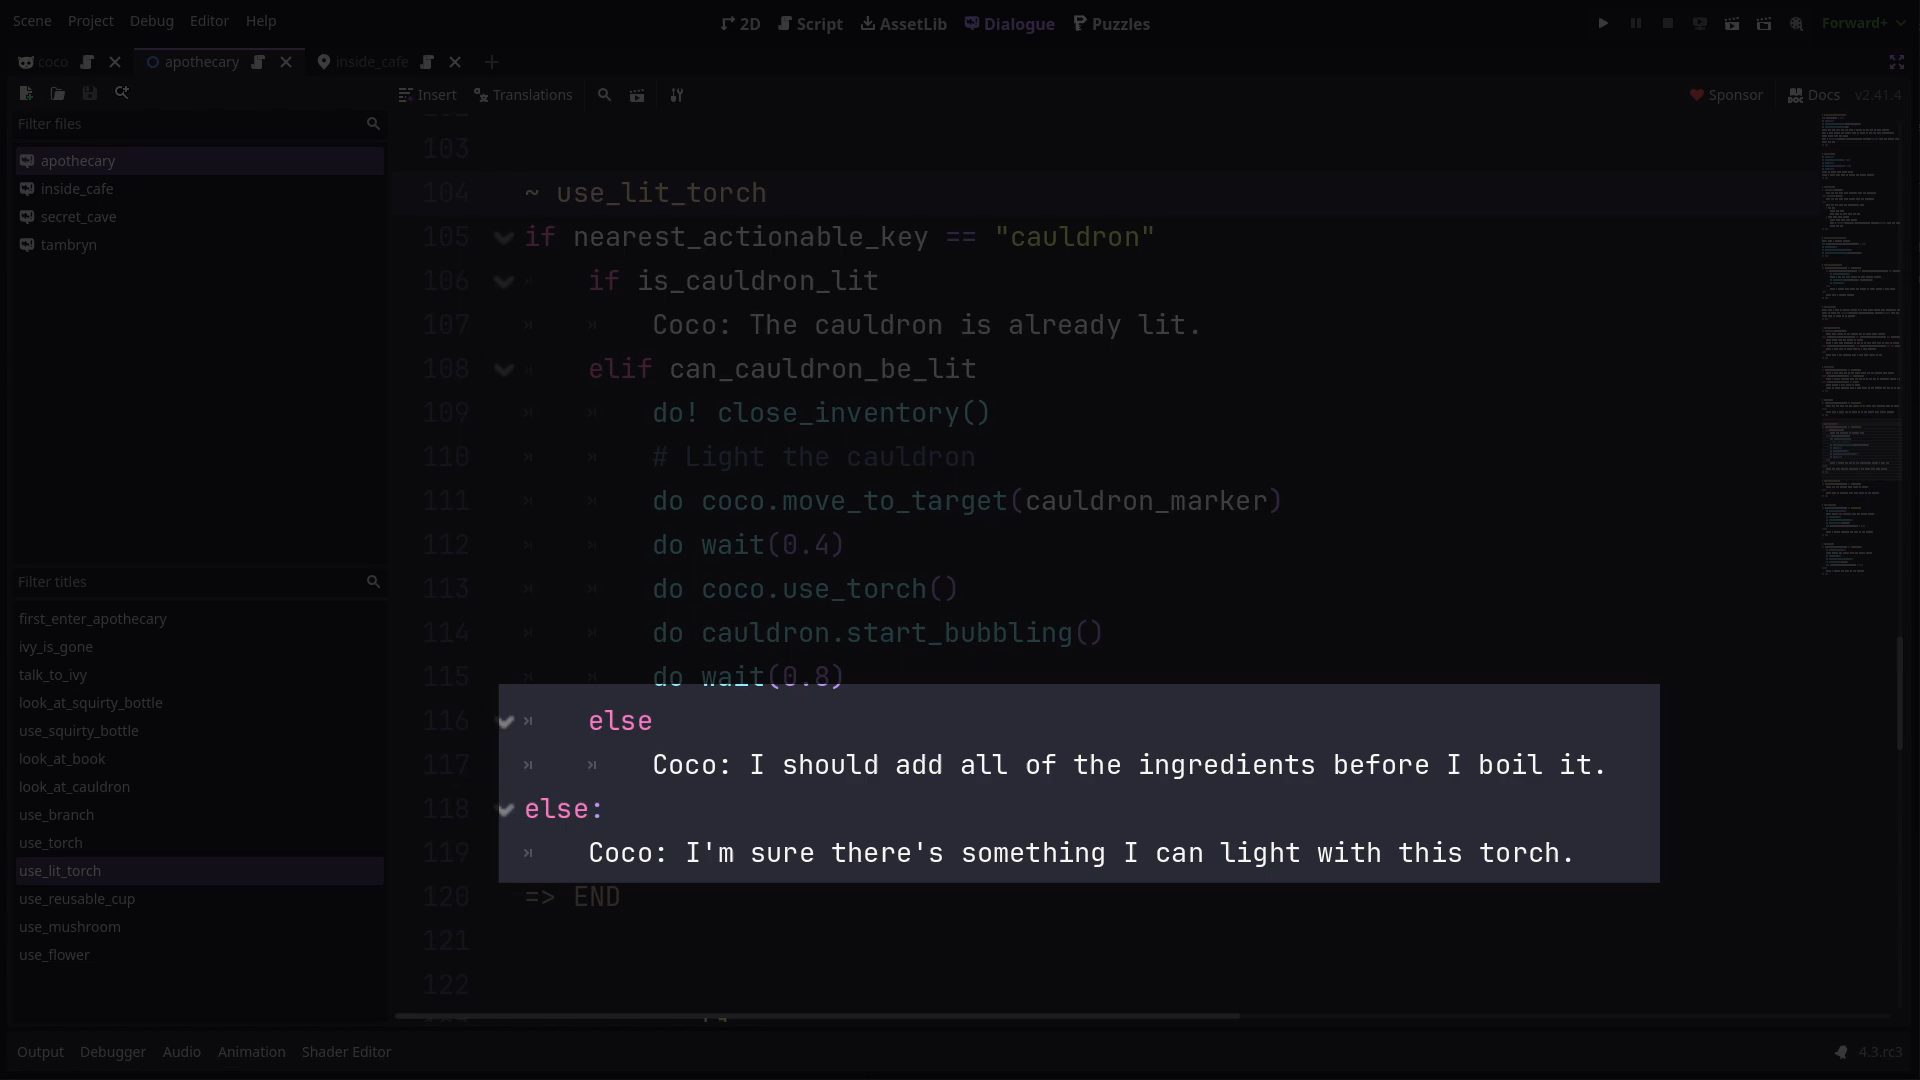 Scene Project Debug Editor Help
2D Script AssetLib Dialogue Puzzles
Forward+
coco apothecary inside_cafe
Insert Translations
Sponsor Docs v2.41.4
Filter files
apothecary
inside_cafe
secret_cave
tambryn
Filter titles
first_enter_apothecary
ivy_is_gone
talk_to_ivy
look_at_squirty_bottle
use_squirty_bottle
look_at_book
look_at_cauldron
use_branch
use_torch
use_lit_torch
use_reusable_cup
use_mushroom
use_flower
103
104 ~ use_lit_torch
105 if nearest_actionable_key == "cauldron"
106 if is_cauldron_lit
107 Coco: The cauldron is already lit.
108 elif can_cauldron_be_lit
109 do! close_inventory()
110 # Light the cauldron
111 do coco.move_to_target(cauldron_marker)
112 do wait(0.4)
113 do coco.use_torch()
114 do cauldron.start_bubbling()
115 do wait(0.8)
116 else
117 Coco: I should add all of the ingredients before I boil it.
118 else:
119 Coco: I'm sure there's something I can light with this torch.
120 => END
121
122
Output Debugger Audio Animation Shader Editor
4.3.rc3